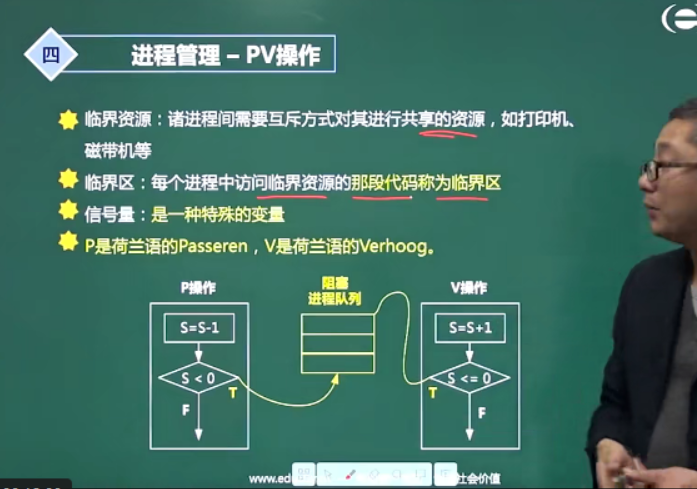 四
进程管理 – PV操作
临界资源：诸进程间需要互斥方式对其进行共享的资源，如打印机、
磁带机等
临界区：每个进程中访问临界资源的那段代码称为临界区
信号量：是一种特殊的变量
P是荷兰语的Passeren，V是荷兰语的Verhoog。
P操作
阻塞
进程队列
V操作
S=S-1
S=S+1
S < 0
S <= 0
T
T
F
F
www.ed
社会价值